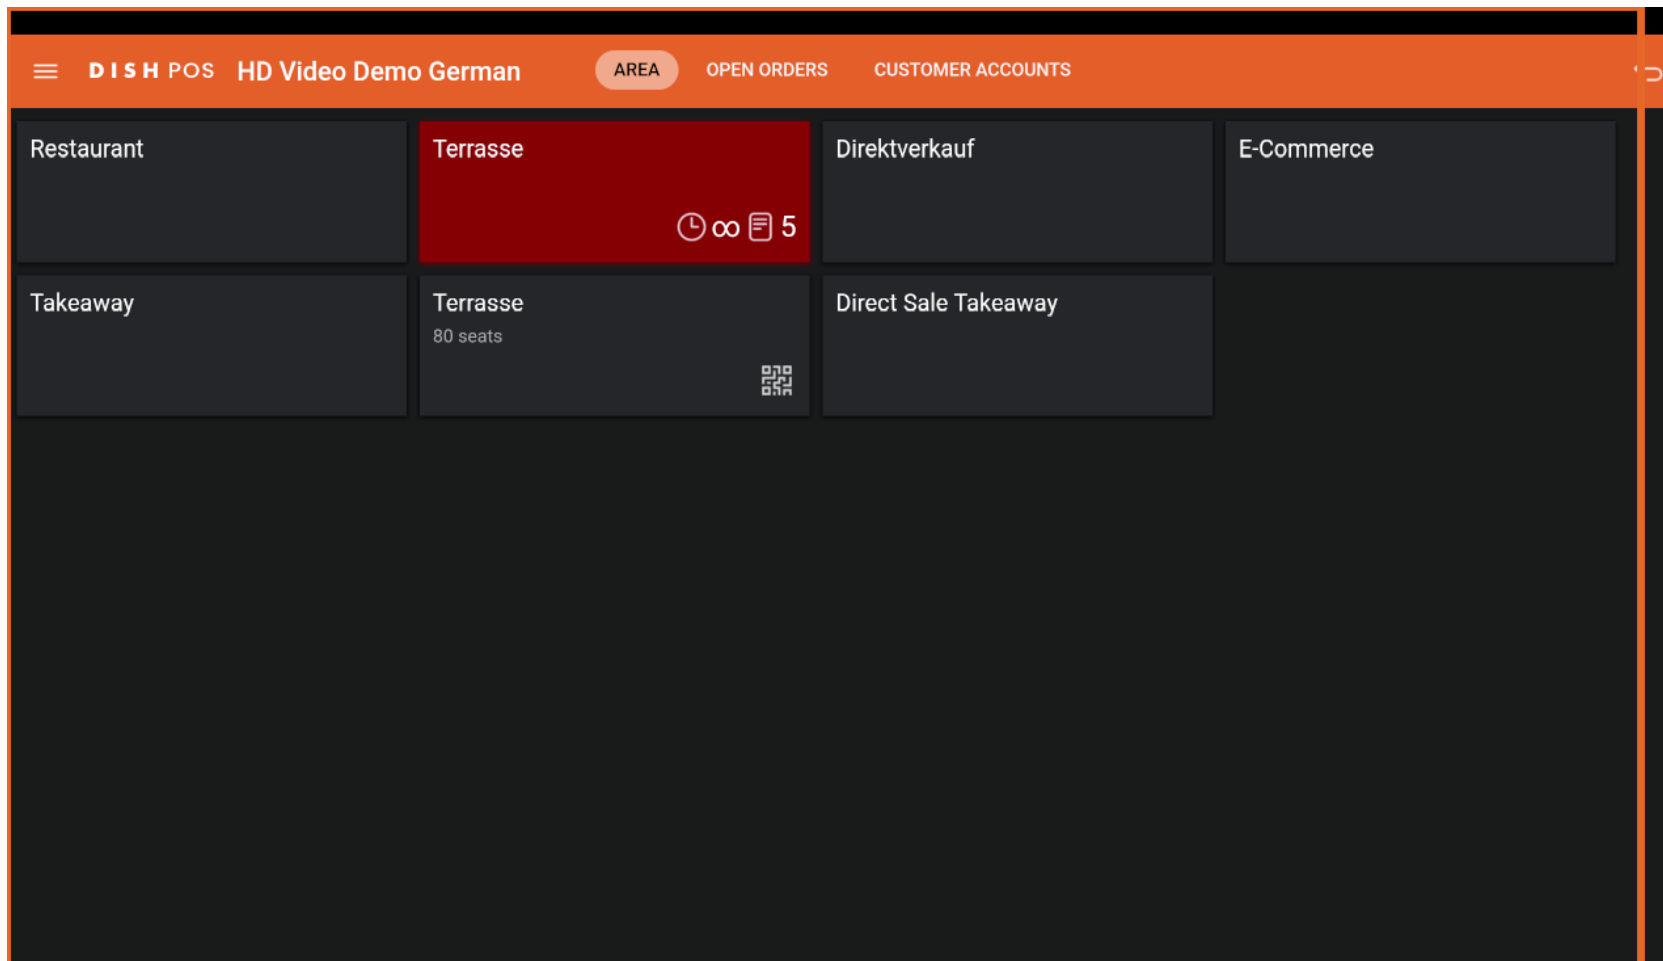 DISH POS HD Video Demo German AREA OPEN ORDERS CUSTOMER ACCOUNTS
Restaurant
Terrasse
∞ 5
Direktverkauf
E-Commerce
Takeaway
Terrasse
80 seats
Direct Sale Takeaway